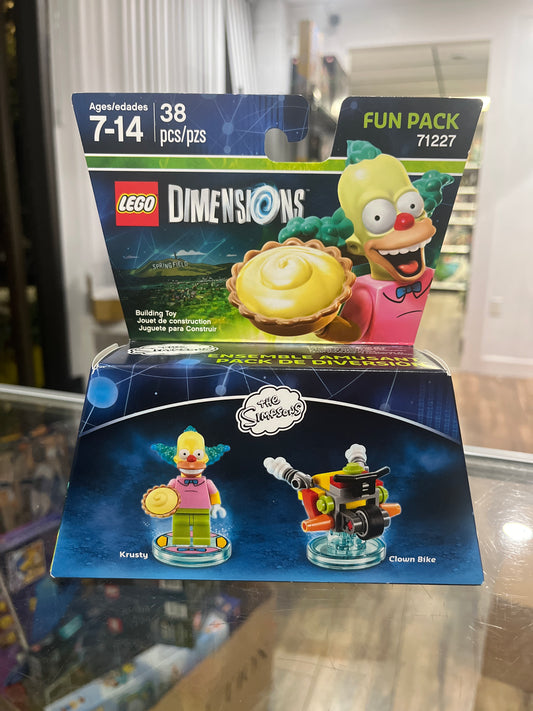 Ages/edades
7-14
38
pcs/pzs
FUN PACK
71227
LEGO
DIMENSIONS™
SPRINGFIELD
Building Toy
Jouet de construction
Juguete para Construir
ENSEMBLE AMUSANT
PACK DE DIVERSIÓN
THE
SIMPSONS
Krusty
Clown Bike